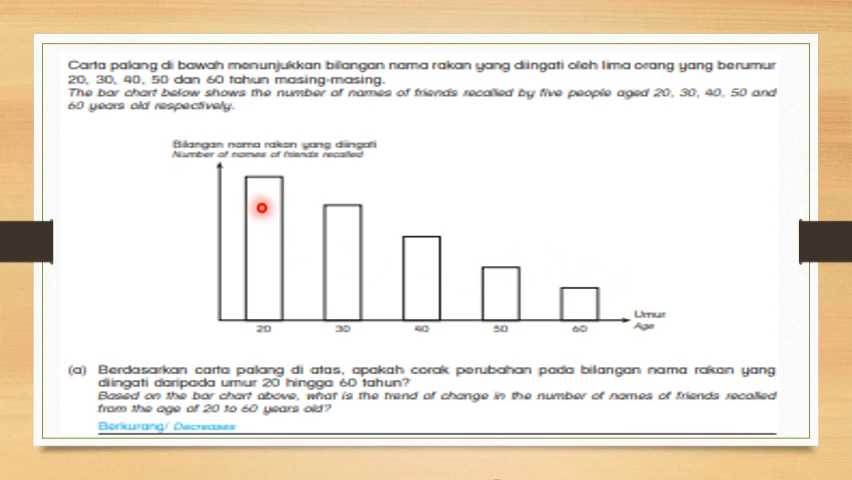 Carta palang di bawah menunjukkan bilangan nama rakan yang diingati oleh lima orang yang berumur
20, 30, 40, 50 dan 60 tahun masing-masing.
The bar chart below shows the number of names of friends recalled by five people aged 20, 30, 40, 50 and
60 years old respectively.
Bilangan nama rakan yang diingati
Number of names of friends recalled
Umur
Age
20 30 40 50 60
(a) Berdasarkan carta palang di atas, apakah corak perubahan pada bilangan nama rakan yang
diingati daripada umur 20 hingga 60 tahun?
Based on the bar chart above, what is the trend of change in the number of names of friends recalled
from the age of 20 to 60 years old?
Berkurang/ Decreases